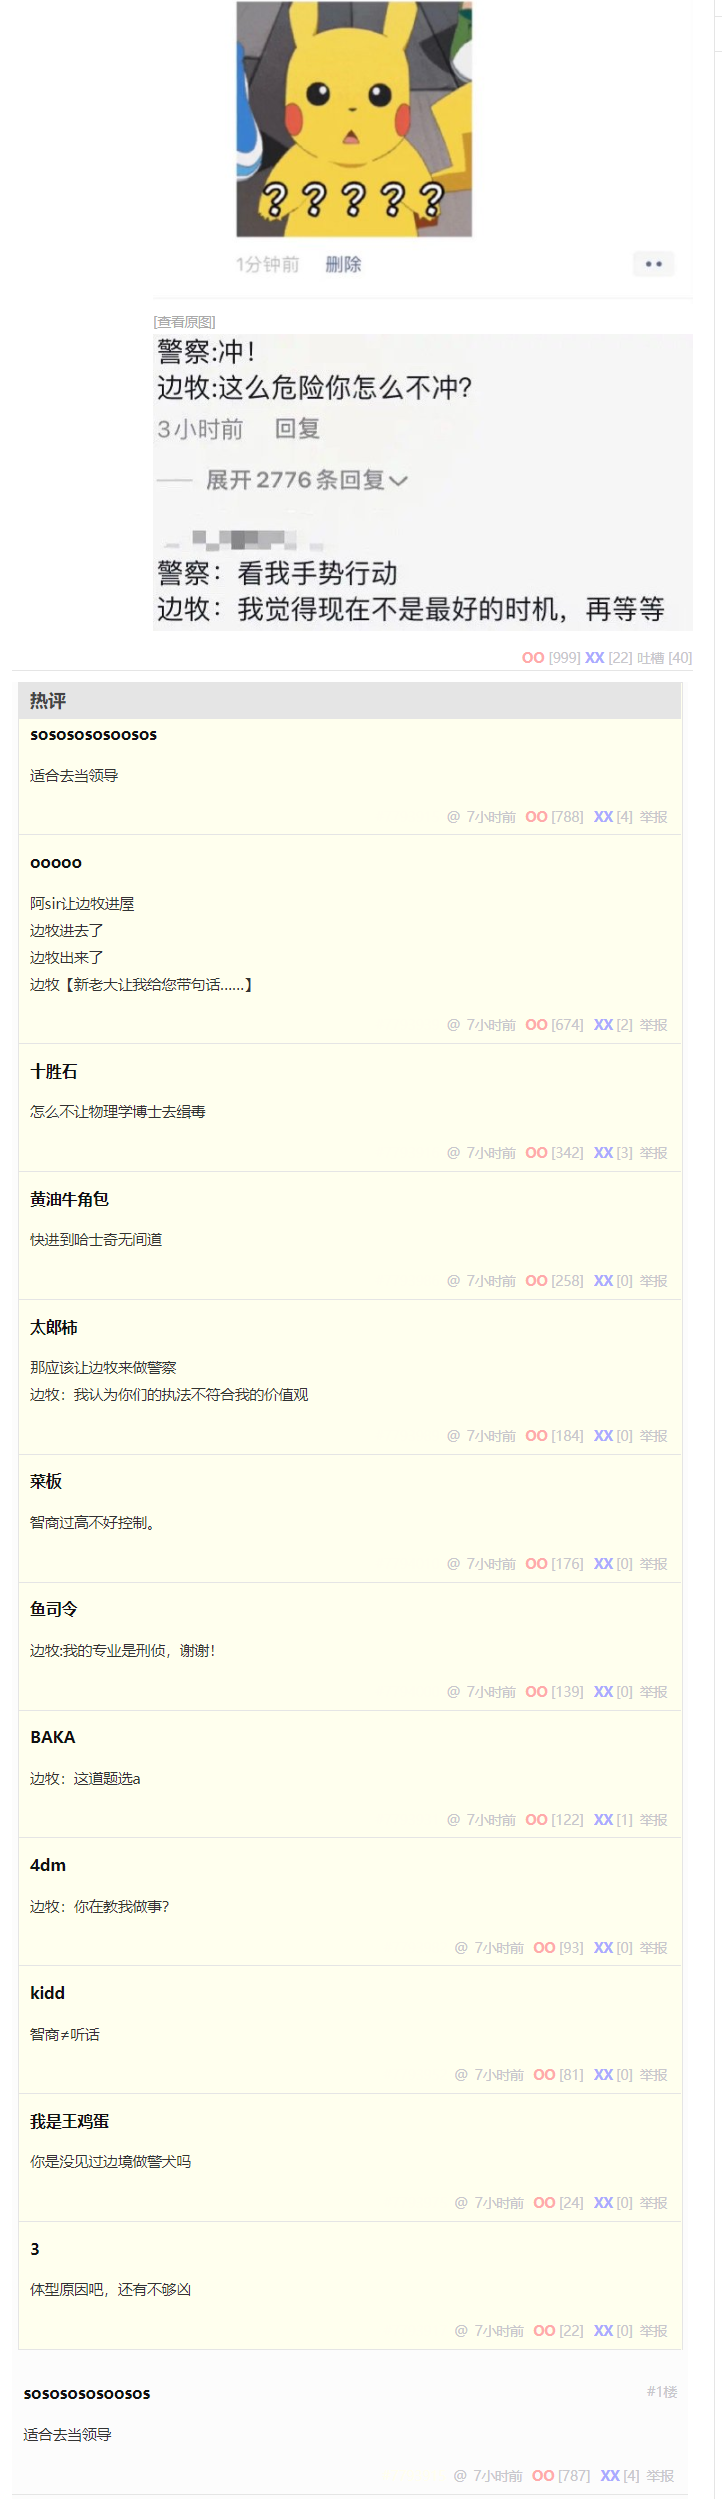 ? ? ? ? ?
1分钟前 删除
[查看原图]
警察:冲!
边牧:这么危险你怎么不冲?
3小时前 回复
展开2776条回复
警察：看我手势行动
边牧：我觉得现在不是最好的时机，再等等
OO [999] XX [22] 吐槽 [40]
热评
sosososoosos
适合去当领导
@ 7小时前 OO [788] XX [4] 举报
ooooo
阿sir让边牧进屋
边牧进去了
边牧出来了
边牧【新老大让我给您带句话……】
@ 7小时前 OO [674] XX [2] 举报
十胜石
怎么不让物理学博士去缉毒
@ 7小时前 OO [342] XX [3] 举报
黄油牛角包
快进到哈士奇无间道
@ 7小时前 OO [258] XX [0] 举报
太郎柿
那应该让边牧来做警察
边牧：我认为你们的执法不符合我的价值观
@ 7小时前 OO [184] XX [0] 举报
菜板
智商过高不好控制。
@ 7小时前 OO [176] XX [0] 举报
鱼司令
边牧:我的专业是刑侦，谢谢！
@ 7小时前 OO [139] XX [0] 举报
BAKA
边牧：这道题选a
@ 7小时前 OO [122] XX [1] 举报
4dm
边牧：你在教我做事？
@ 7小时前 OO [93] XX [0] 举报
kidd
智商≠听话
@ 7小时前 OO [81] XX [0] 举报
我是王鸡蛋
你是没见过边境做警犬吗
@ 7小时前 OO [24] XX [0] 举报
3
体型原因吧，还有不够凶
@ 7小时前 OO [22] XX [0] 举报
sosososoosos #1楼
适合去当领导
@ 7小时前 OO [787] XX [4] 举报